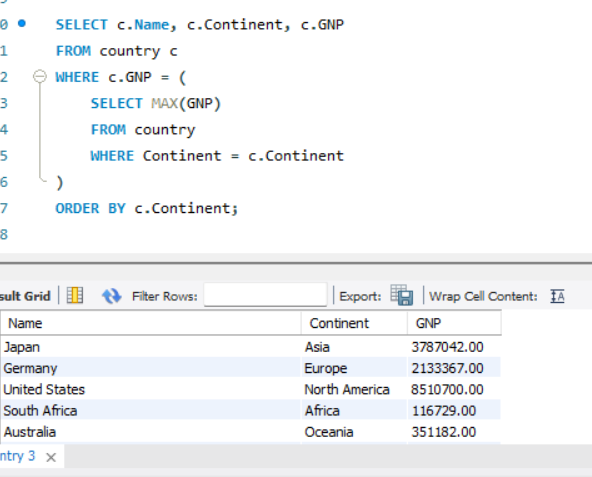 0 SELECT c.Name, c.Continent, c.GNP
1 FROM country c
2 WHERE c.GNP = (
3 SELECT MAX(GNP)
4 FROM country
5 WHERE Continent = c.Continent
6 )
7 ORDER BY c.Continent;
8
sult Grid Filter Rows: Export: Wrap Cell Content: IA
Name Continent GNP
Japan Asia 3787042.00
Germany Europe 2133367.00
United States North America 8510700.00
South Africa Africa 116729.00
Australia Oceania 351182.00
ntry 3 ×